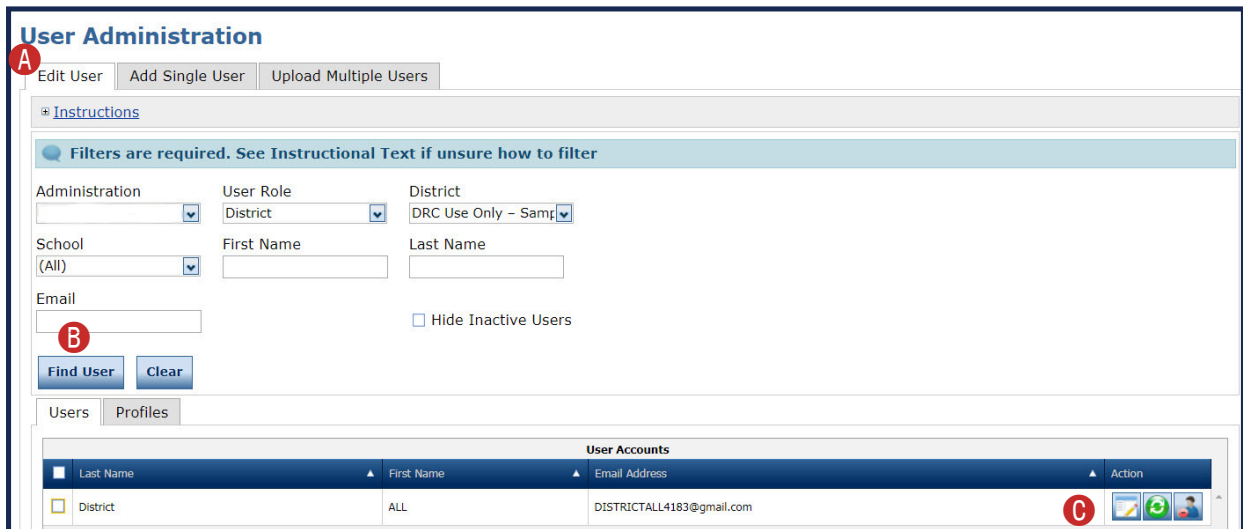 User Administration
A
Edit User Add Single User Upload Multiple Users
Instructions
Filters are required. See Instructional Text if unsure how to filter
Administration User Role District
District DRC Use Only – Samp
School First Name Last Name
(All)
Email
Hide Inactive Users
B
Find User Clear
Users Profiles
User Accounts
Last Name First Name Email Address Action
District ALL DISTRICTALL4183@gmail.com C